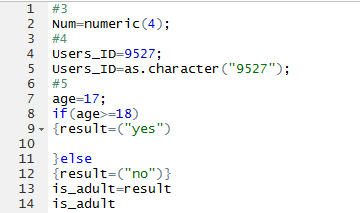 1 #3
2 Num=numeric(4);
3 #4
4 Users_ID=9527;
5 Users_ID=as.character("9527");
6 #5
7 age=17;
8 if(age>=18)
9 {result=("yes")
10
11 }else
12 {result=("no")}
13 is_adult=result
14 is_adult